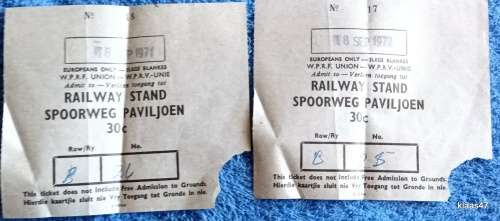 No
18 SEP 1971
EUROPEANS ONLY—SLEGS BLANKES
W.P.R.F. UNION—W.P.R.V.-UNIE
Admit to — Verleen toegang tot
RAILWAY STAND
SPOORWEG PAVILJOEN
30c
Row/Ry No.
B 36
This ticket does not include Free Admission to Grounds.
Hierdie kaartjie sluit nie Vry Toegang tot Gronde in nie.
No 17
18 SEP 1971
EUROPEANS ONLY—SLEGS BLANKES
W.P.R.F. UNION—W.P.R.V.-UNIE
Admit to — Verleen toegang tot
RAILWAY STAND
SPOORWEG PAVILJOEN
30c
Row/Ry No.
B 35
This ticket does not include Free Admission to Grounds.
Hierdie kaartjie sluit nie Vry Toegang tot Gronde in nie.
klaas47